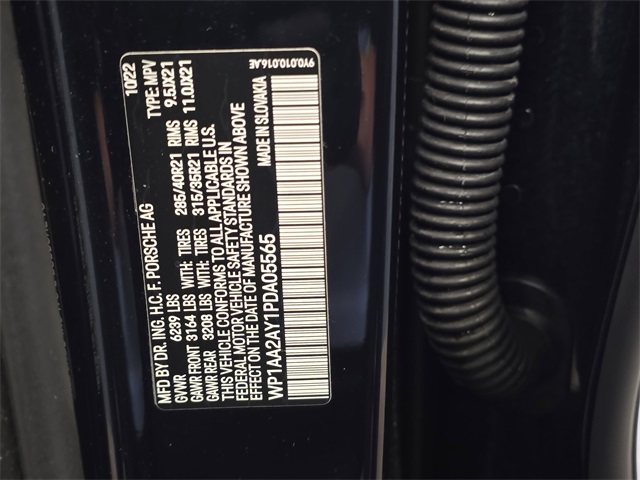 MFD BY DR. ING. H.C. F. PORSCHE AG 10/22
GVWR 6239 LBS TYPE: MPV
GAWR FRONT 3164 LBS WITH: TIRES 285/40R21 RIMS 9.5JX21
GAWR REAR 3208 LBS WITH: TIRES 315/35R21 RIMS 11.0JX21
THIS VEHICLE CONFORMS TO ALL APPLICABLE U.S.
FEDERAL MOTOR VEHICLE SAFETY STANDARDS IN
EFFECT ON THE DATE OF MANUFACTURE SHOWN ABOVE
WP1AA2AY1PDA05565 MADE IN SLOVAKIA
9Y0.010.016.AE